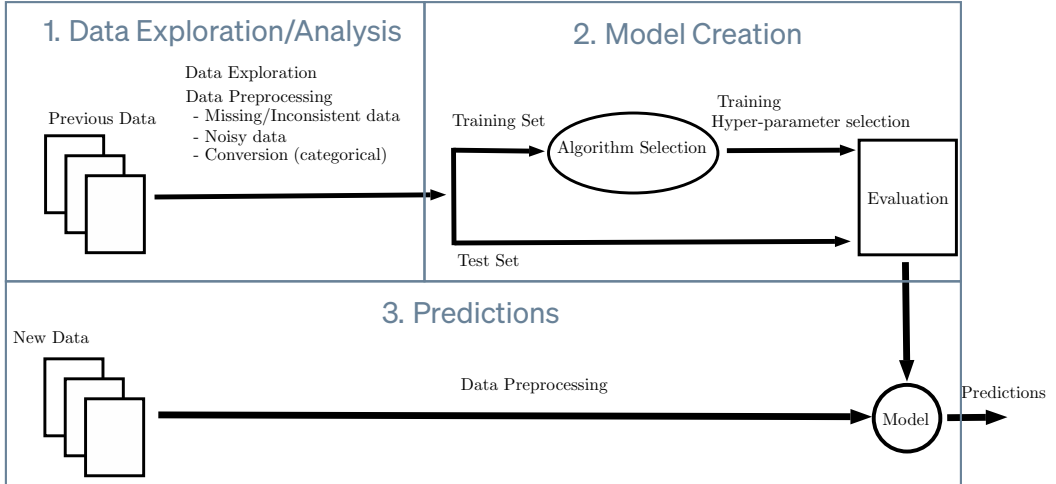 1. Data Exploration/Analysis
Data Exploration
Data Preprocessing
- Missing/Inconsistent data
- Noisy data
- Conversion (categorical)
Previous Data
2. Model Creation
Training Set
Algorithm Selection
Training
Hyper-parameter selection
Evaluation
Test Set
3. Predictions
New Data
Data Preprocessing
Model
Predictions